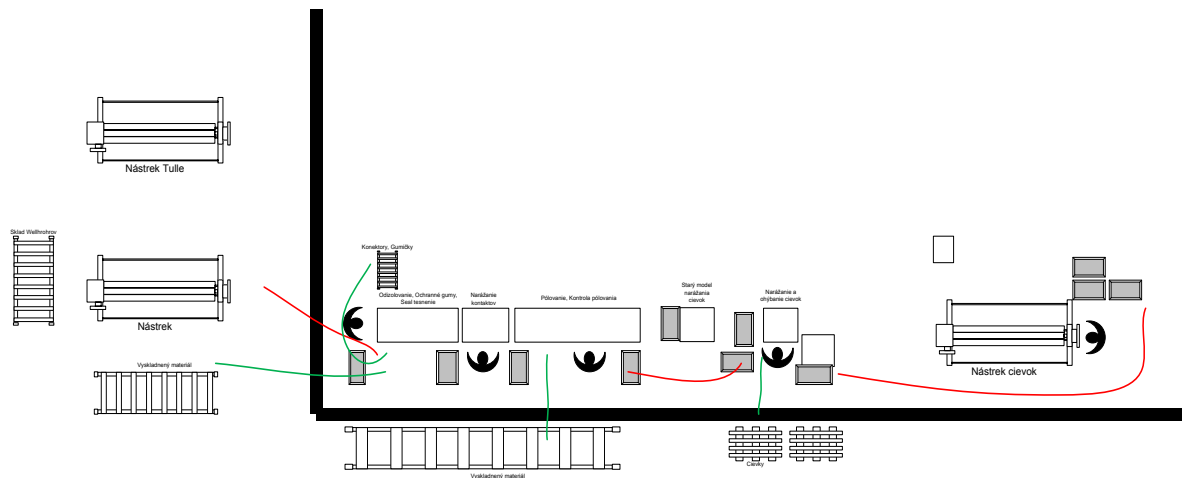 Nástrek Tulle
Sklad Wellhrohrov
Nástrek
Vyskladnený materiál
Konektory, Gumičky
Odizolovanie, Ochranné gumy,
Seal tesnenie
Narážanie
kontaktov
Pólovanie, Kontrola pólovania
Starý model
narážania
cievok
Narážanie a
ohýbanie cievok
Nástrek cievok
Vyskladnený materiál
Cievky